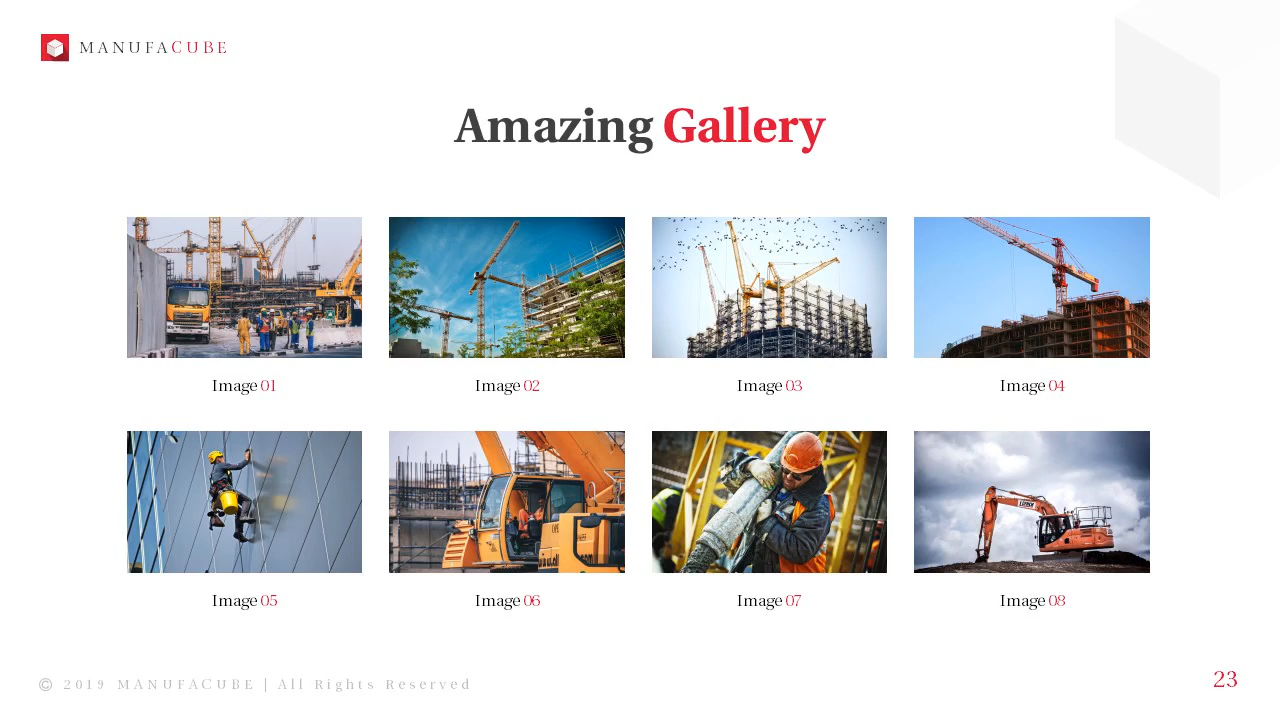 MANUFACUBE
Amazing Gallery
Image 01
Image 02
Image 03
Image 04
Image 05
Image 06
Image 07
Image 08
© 2019 MANUFACUBE | All Rights Reserved
23